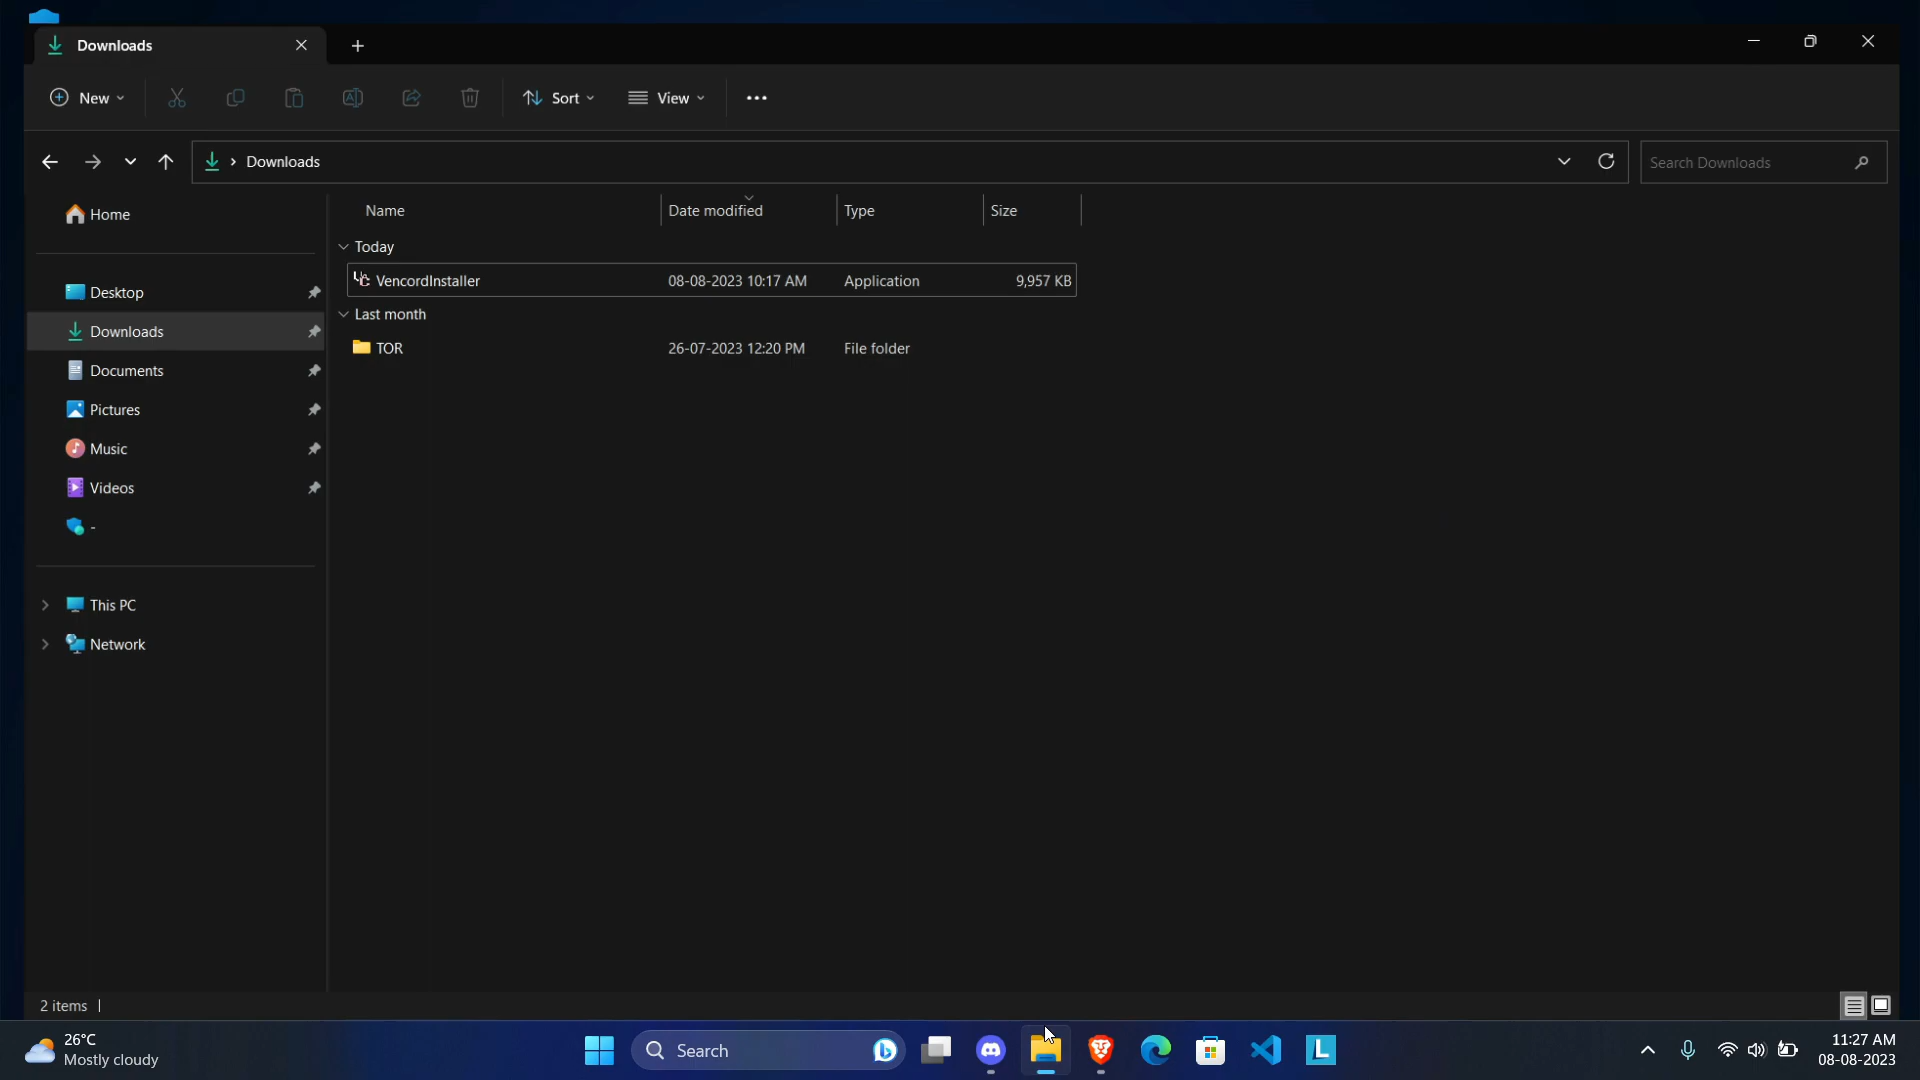 Downloads
New
Sort
View
Downloads
Search Downloads
Home
Desktop
Downloads
Documents
Pictures
Music
Videos
-
This PC
Network
Name Date modified Type Size
Today
VencordInstaller 08-08-2023 10:17 AM Application 9,957 KB
Last month
TOR 26-07-2023 12:20 PM File folder
2 items
26°C
Mostly cloudy
Search
L
11:27 AM
08-08-2023